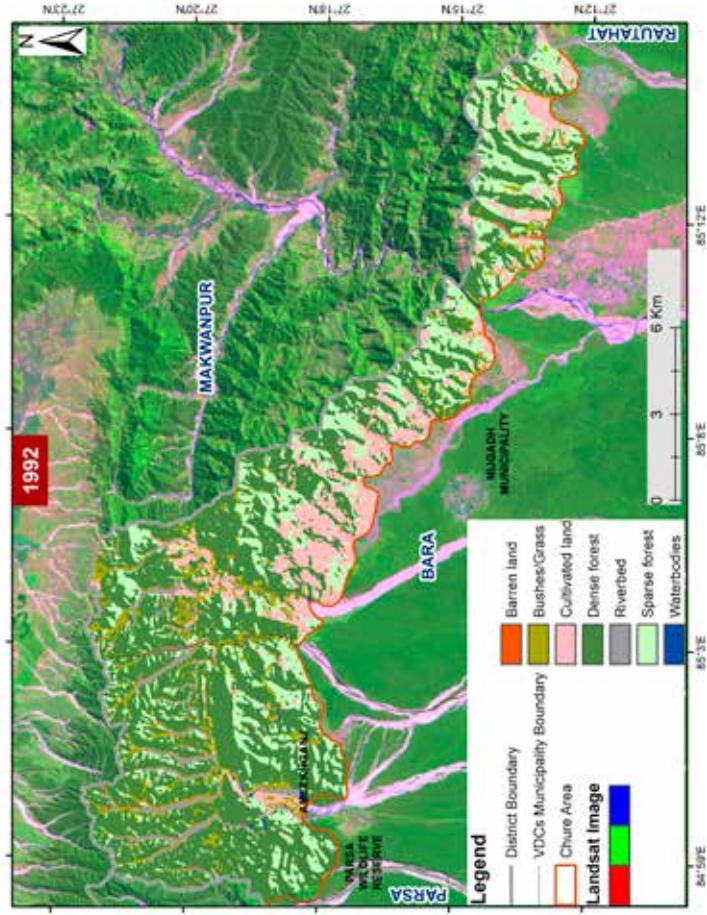 1992
N
27°23'N
27°20'N
27°18'N
27°15'N
27°12'N
MAKWANPUR
RAUTAHAT
BARA
NIJGADH
MUNICIPALITY
PARSA
WILDLIFE
RESERVE
PARSA
84°59'E
85°3'E
85°8'E
85°12'E
0 3 6 Km
Legend
District Boundary
VDCs Municipality Boundary
Chure Area
Landsat Image
Barren land
Bushes/Grass
Cultivated land
Dense forest
Riverbed
Sparse forest
Waterbodies